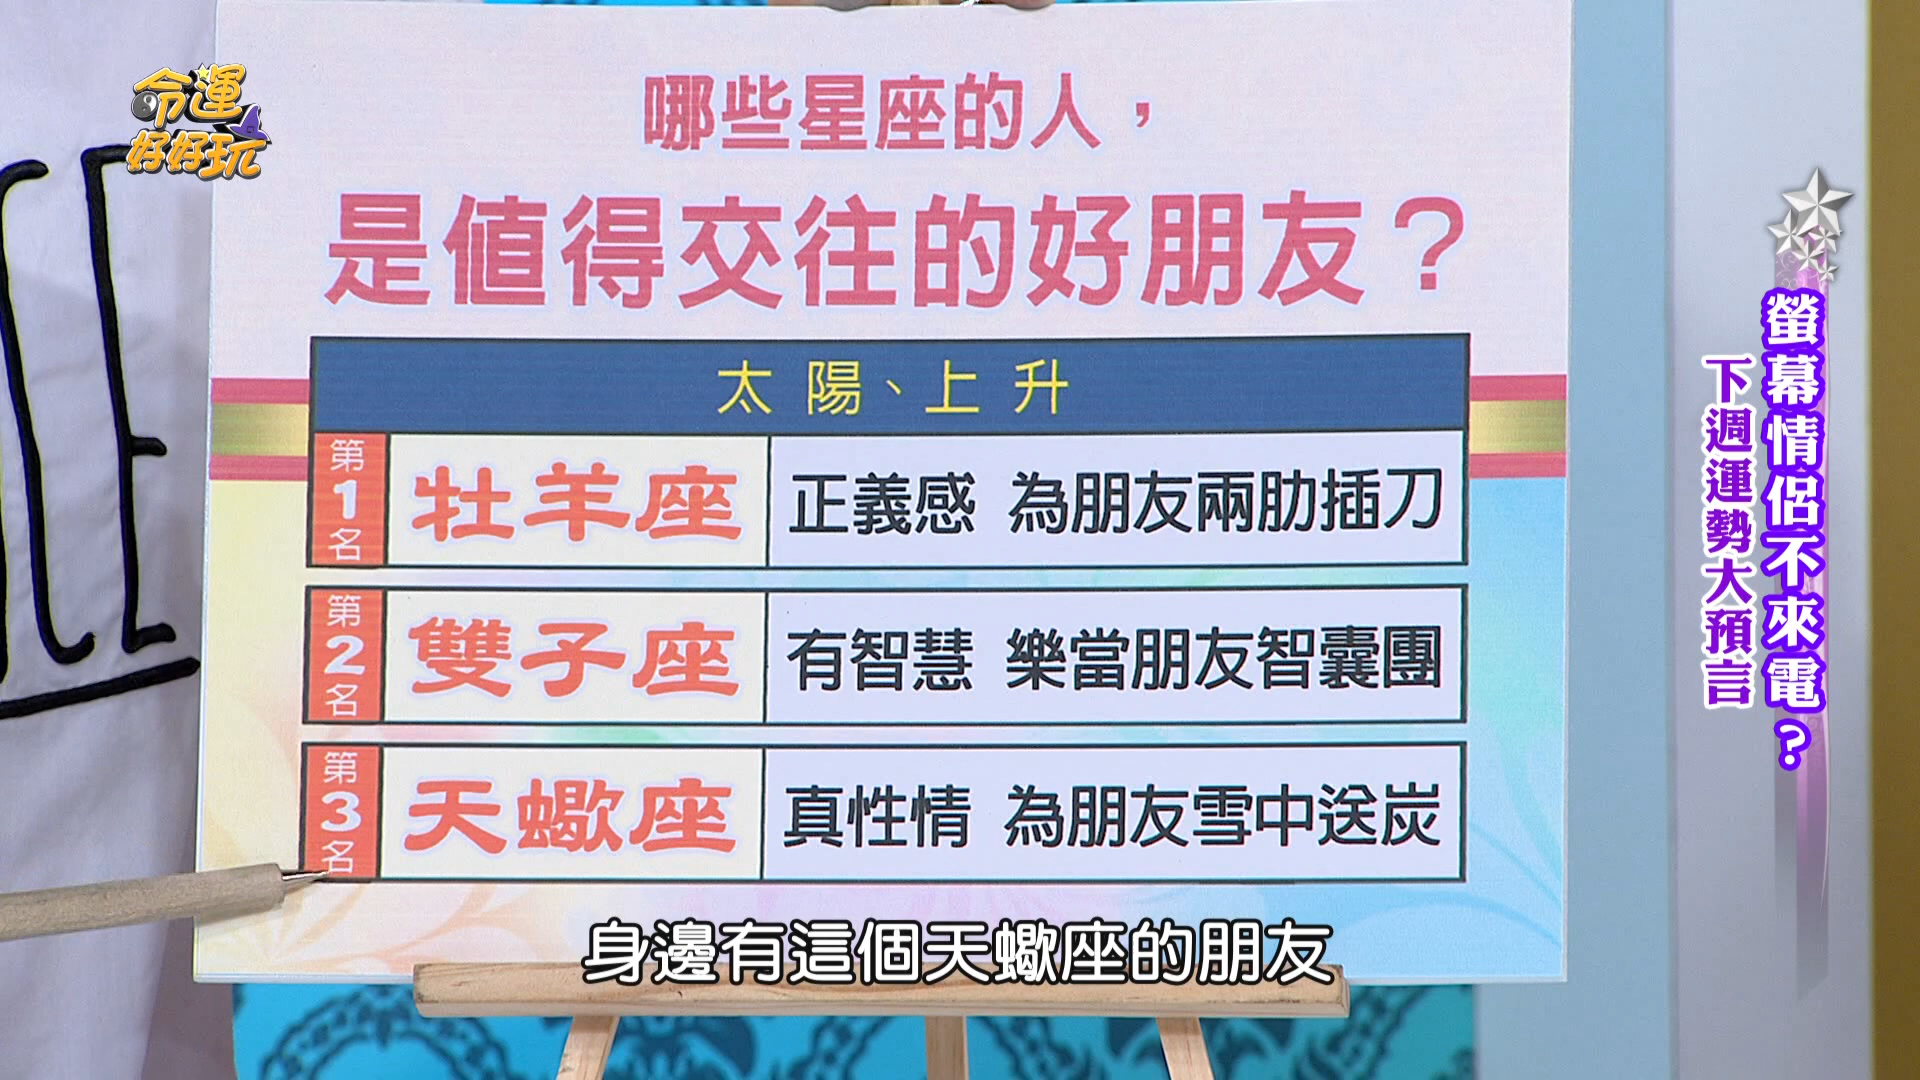 命運
好好玩
哪些星座的人，
是值得交往的好朋友？
太陽、上升
第1名
牡羊座
正義感 為朋友兩肋插刀
第2名
雙子座
有智慧 樂當朋友智囊團
第3名
天蠍座
真性情 為朋友雪中送炭
螢幕情侶不來電？
下週運勢大預言
身邊有這個天蠍座的朋友
CE